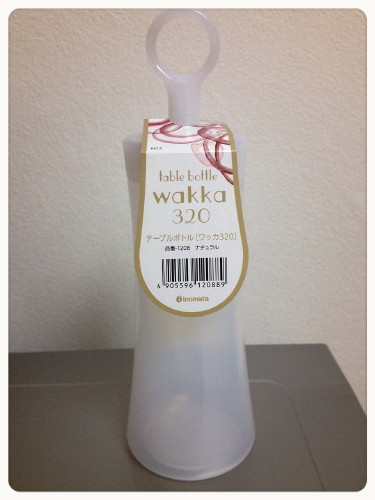 PAT.P
table bottle
wakka
320
テーブルボトル[ワッカ320]
品番-1208 ナチュラル
4 905596 120889
inomata